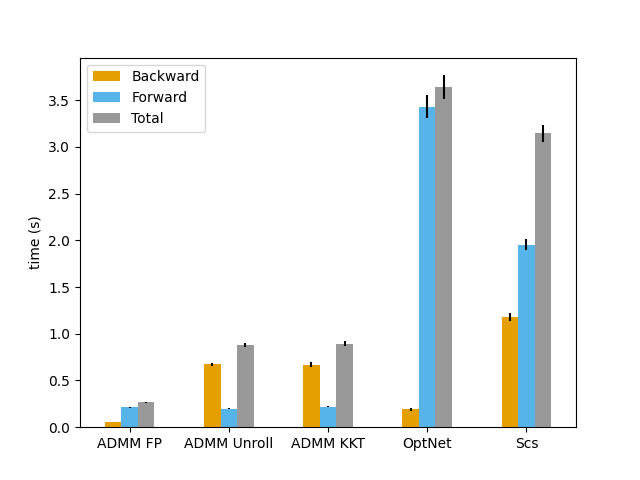 Backward
Forward
Total
time (s)
3.5
3.0
2.5
2.0
1.5
1.0
0.5
0.0
ADMM FP ADMM Unroll ADMM KKT OptNet Scs